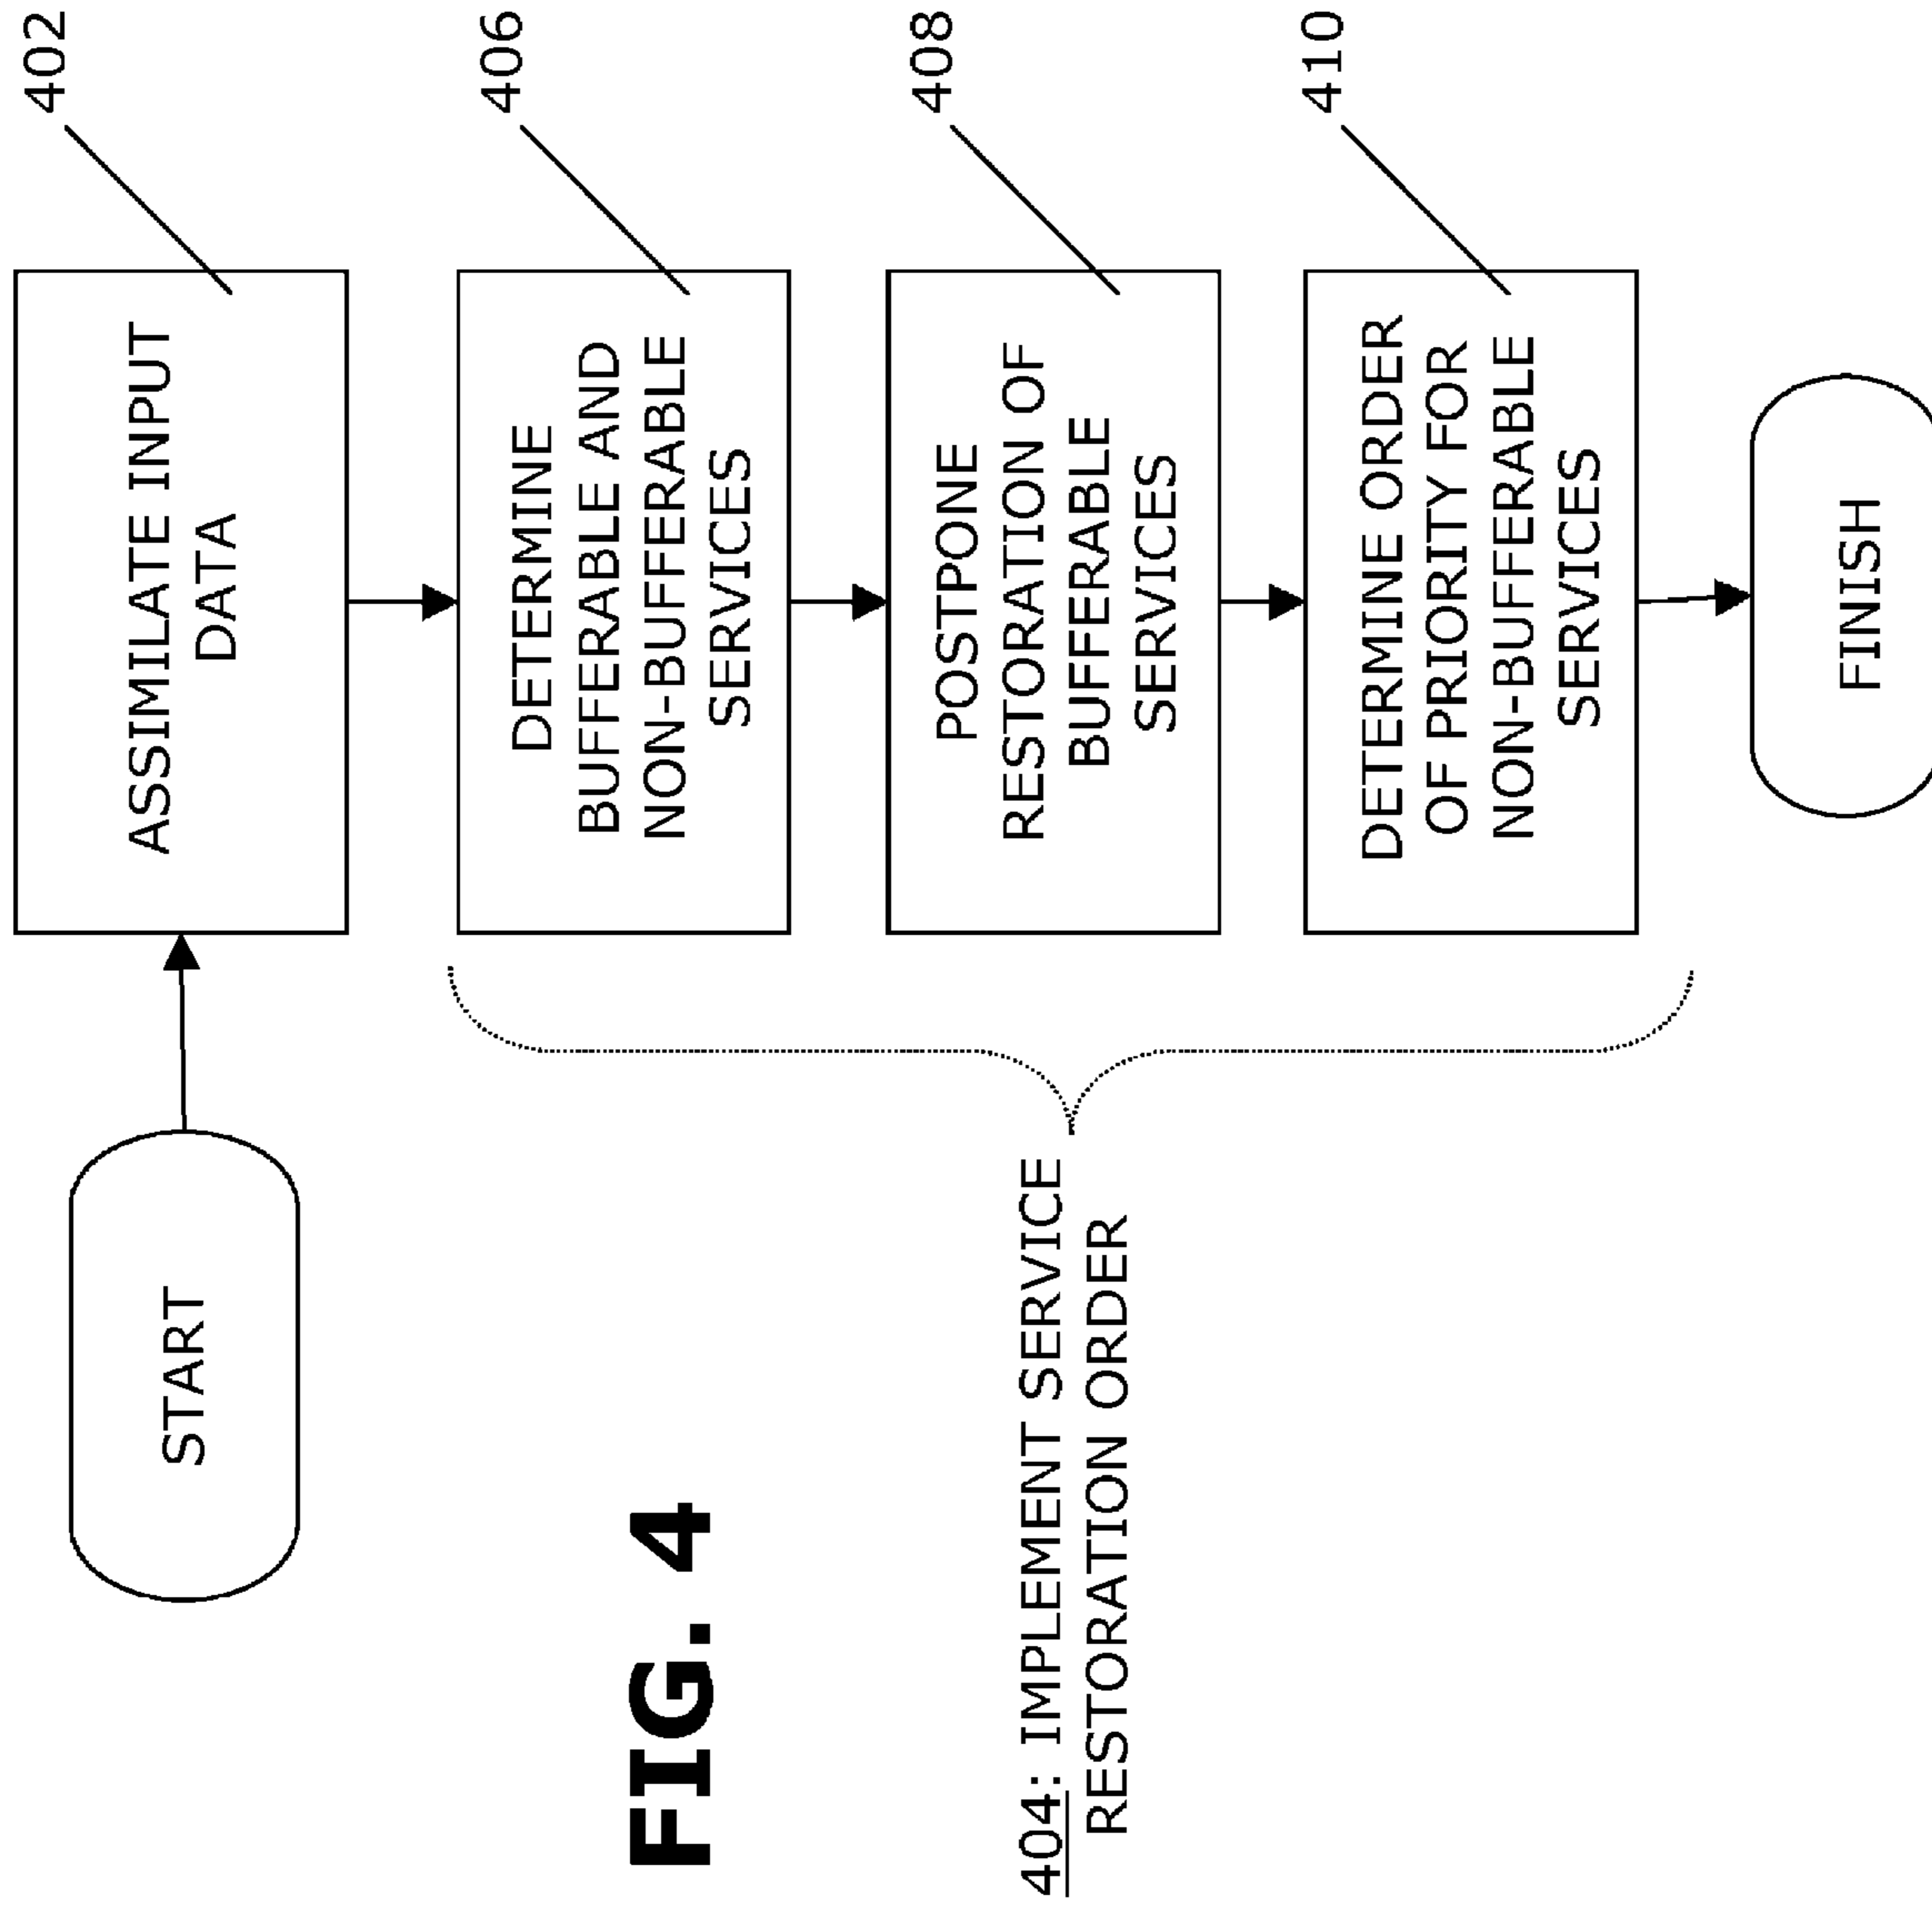 START
402
ASSIMILATE INPUT
DATA
FIG. 4
406
DETERMINE
BUFFERABLE AND
NON-BUFFERABLE
SERVICES
404: IMPLEMENT SERVICE
RESTORATION ORDER
408
POSTPONE
RESTORATION OF
BUFFERABLE
SERVICES
410
DETERMINE ORDER
OF PRIORITY FOR
NON-BUFFERABLE
SERVICES
FINISH